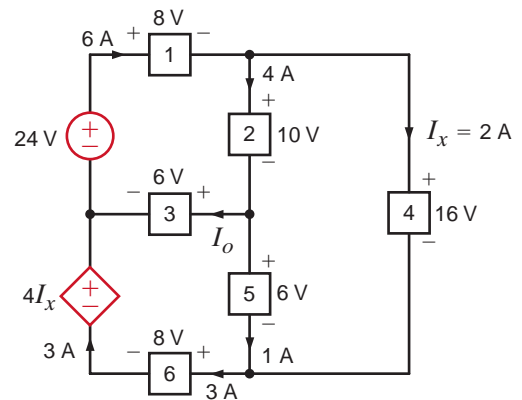 8 V
6 A + 1 −
4 A
+
24 V + − 2 10 V
I_x = 2 A
−
6 V
− 3 +
I_o
+
4 16 V
−
+
4I_x + − 5 6 V
−
8 V
3 A − 6 + 1 A
3 A